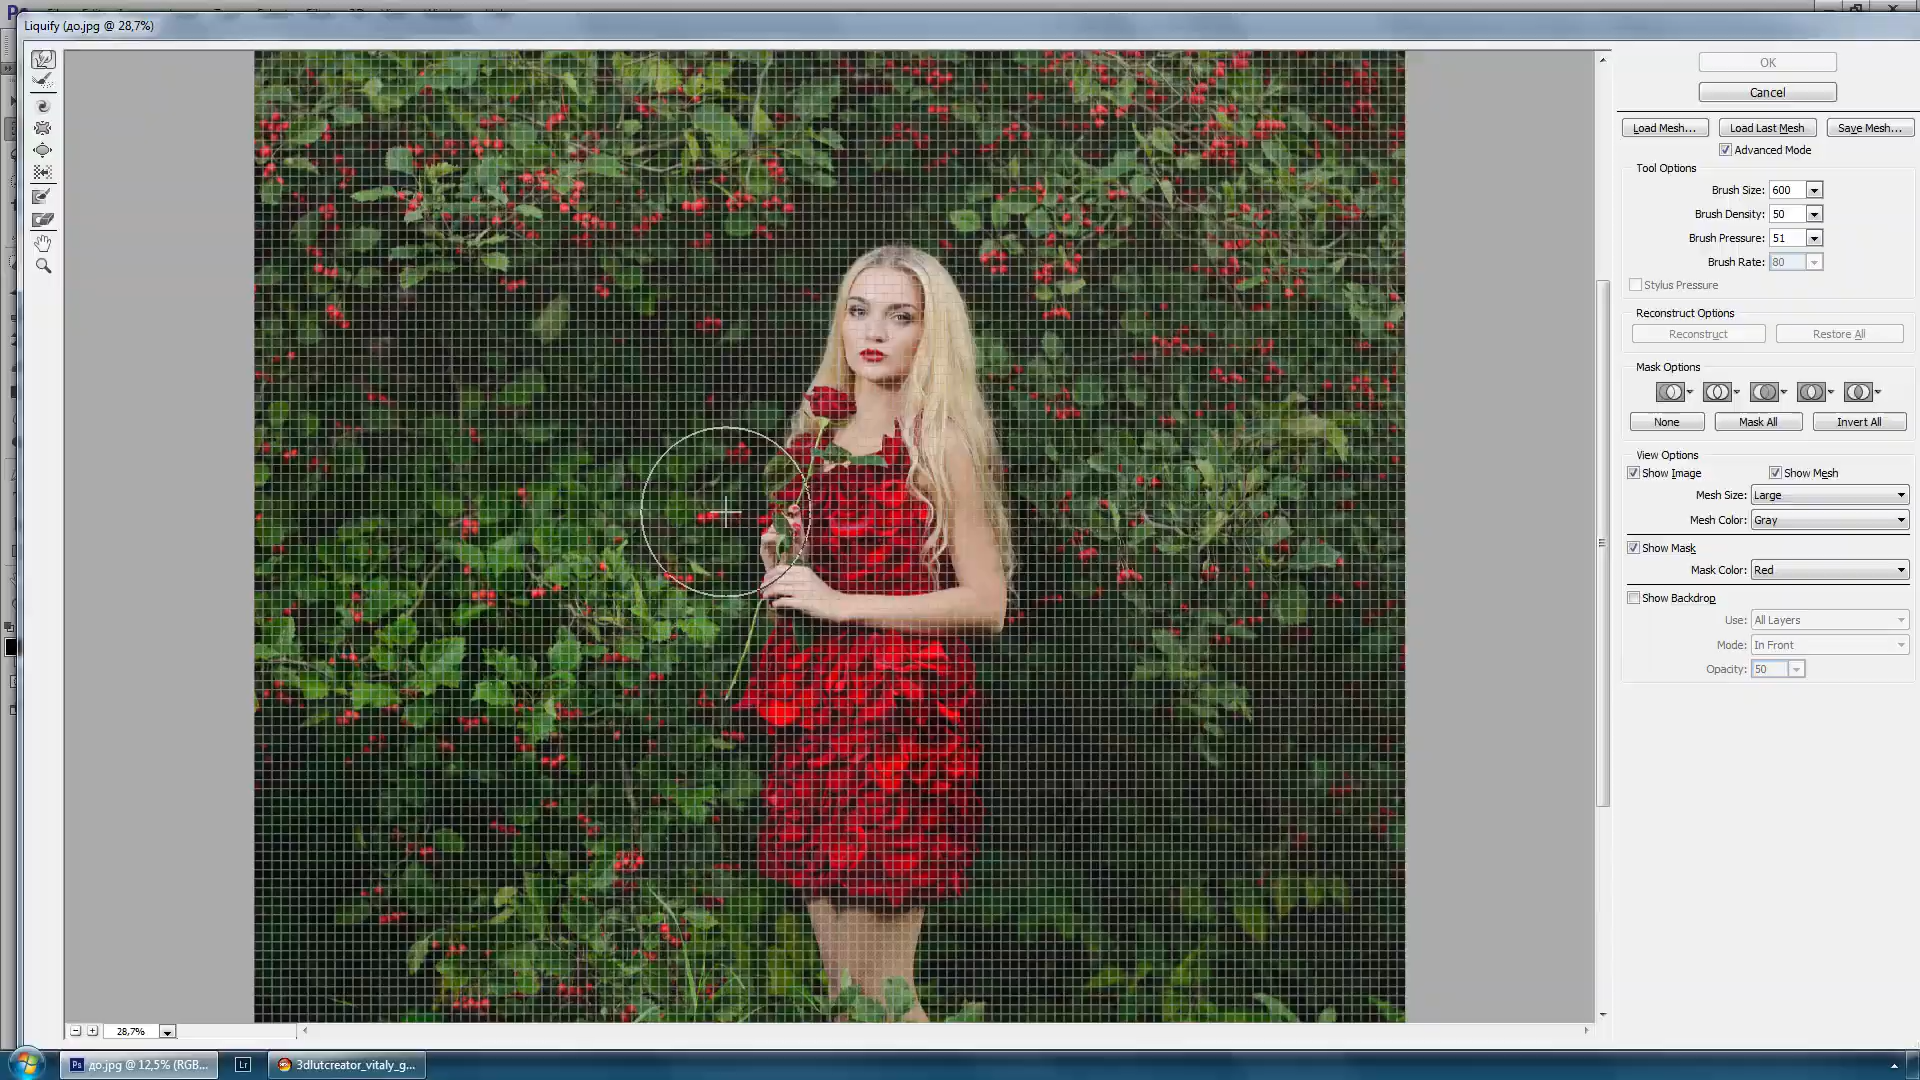 Liquify (до.jpg @ 28,7%)
OK
Cancel
Load Mesh... Load Last Mesh Save Mesh...
Advanced Mode
Tool Options
Brush Size: 600
Brush Density: 50
Brush Pressure: 51
Brush Rate: 80
Stylus Pressure
Reconstruct Options
Reconstruct Restore All
Mask Options
None Mask All Invert All
View Options
Show Image Show Mesh
Mesh Size: Large
Mesh Color: Gray
Show Mask
Mask Color: Red
Show Backdrop
Use: All Layers
Mode: In Front
Opacity: 50
28,7%
Ps до.jpg @ 12,5% (RGB... Lr 3dlutcreator_vitaly_g...